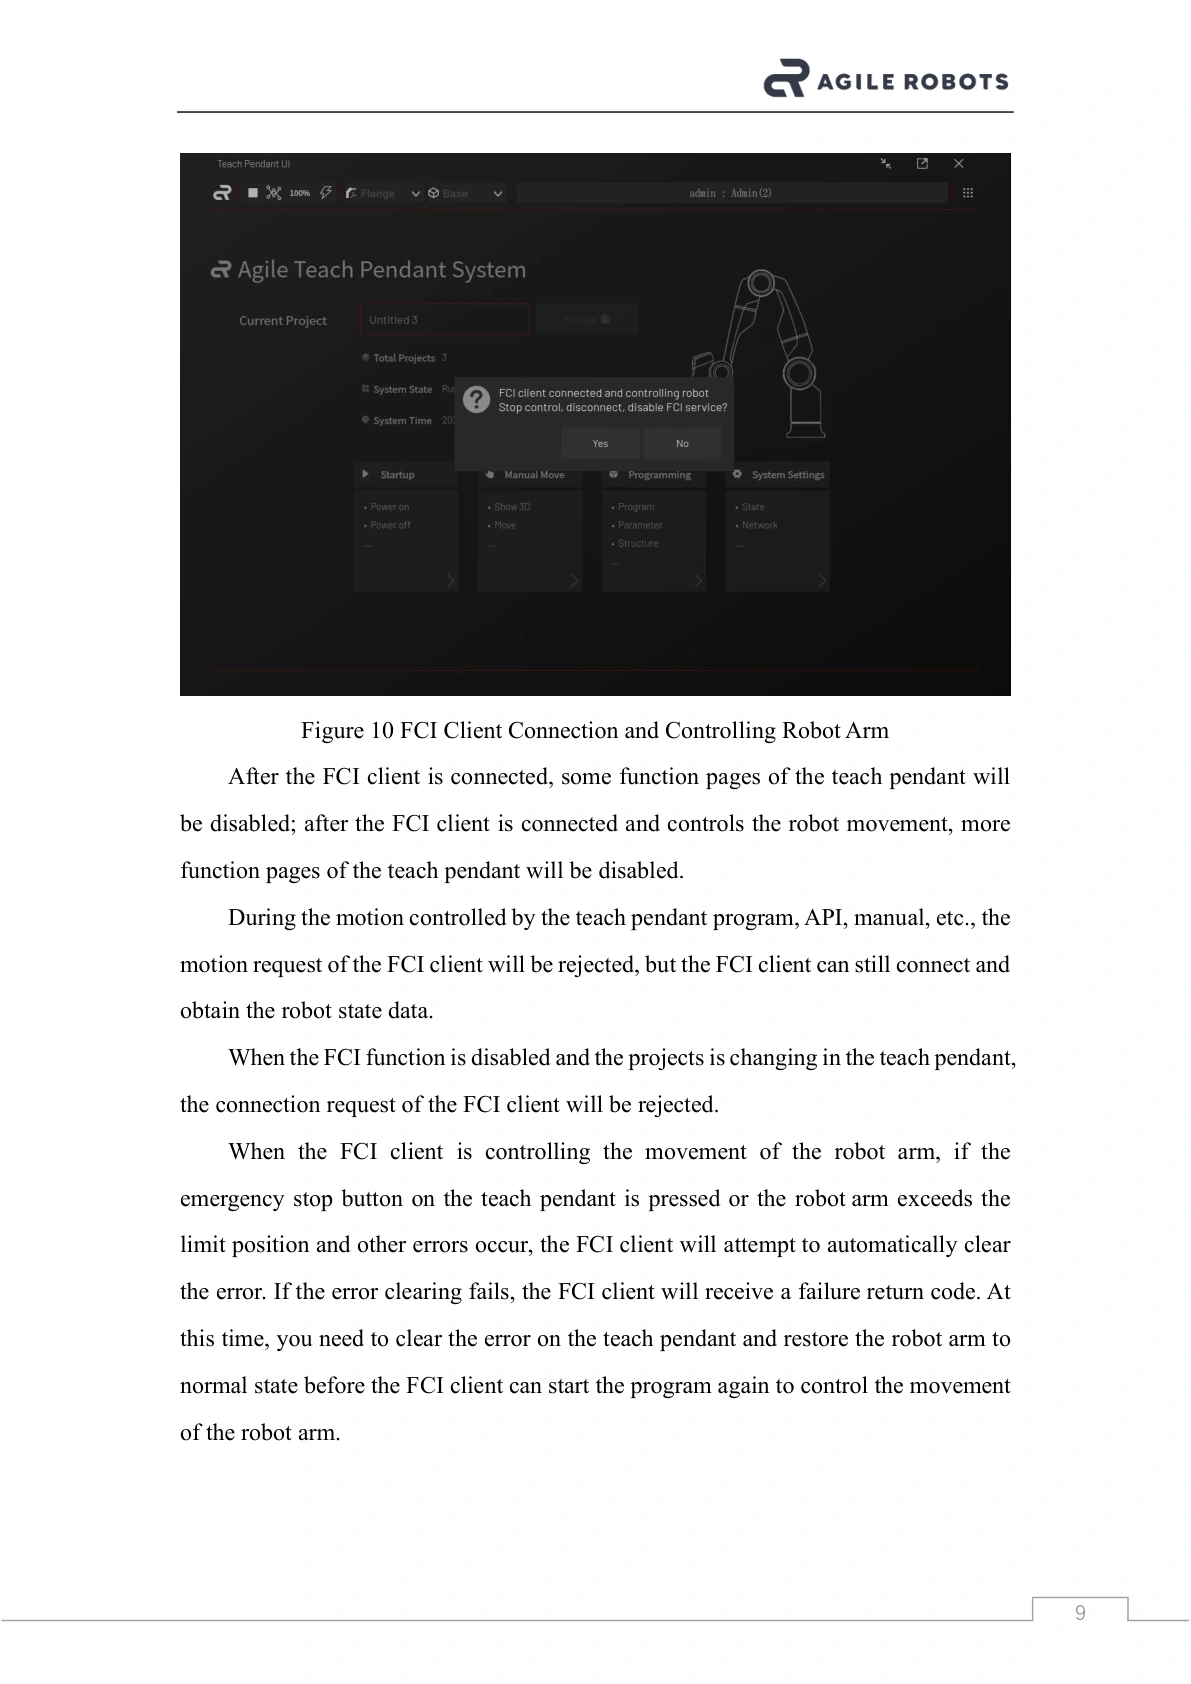 AGILE ROBOTS
Teach Pendant UI
100% Flange Base admin : Admin(2)
Agile Teach Pendant System
Current Project Untitled 3
Total Projects 3
System State
System Time
FCI client connected and controlling robot
Stop control, disconnect, disable FCI service?
Yes No
Startup Manual Move Programming System Settings
• Power on • Show 3D • Program • State
• Power off • Move • Parameter • Network
... ... • Structure ...
...
Figure 10 FCI Client Connection and Controlling Robot Arm
After the FCI client is connected, some function pages of the teach pendant will
be disabled; after the FCI client is connected and controls the robot movement, more
function pages of the teach pendant will be disabled.
During the motion controlled by the teach pendant program, API, manual, etc., the
motion request of the FCI client will be rejected, but the FCI client can still connect and
obtain the robot state data.
When the FCI function is disabled and the projects is changing in the teach pendant,
the connection request of the FCI client will be rejected.
When the FCI client is controlling the movement of the robot arm, if the
emergency stop button on the teach pendant is pressed or the robot arm exceeds the
limit position and other errors occur, the FCI client will attempt to automatically clear
the error. If the error clearing fails, the FCI client will receive a failure return code. At
this time, you need to clear the error on the teach pendant and restore the robot arm to
normal state before the FCI client can start the program again to control the movement
of the robot arm.
9